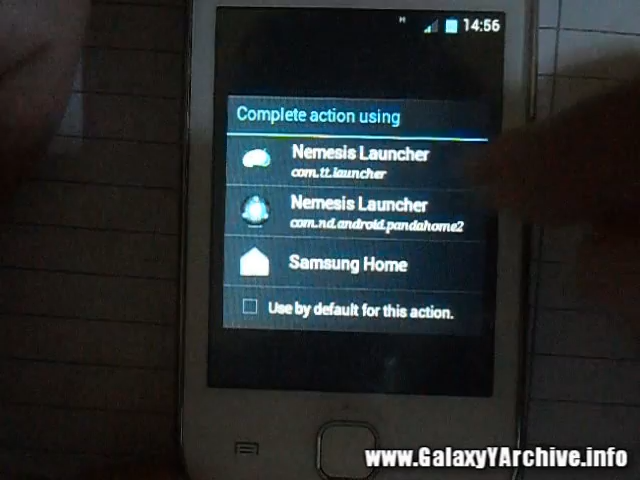 H 14:56
Complete action using
Nemesis Launcher
com.tt.launcher
Nemesis Launcher
com.nd.android.pandahome2
Samsung Home
Use by default for this action.
www.GalaxyYArchive.info